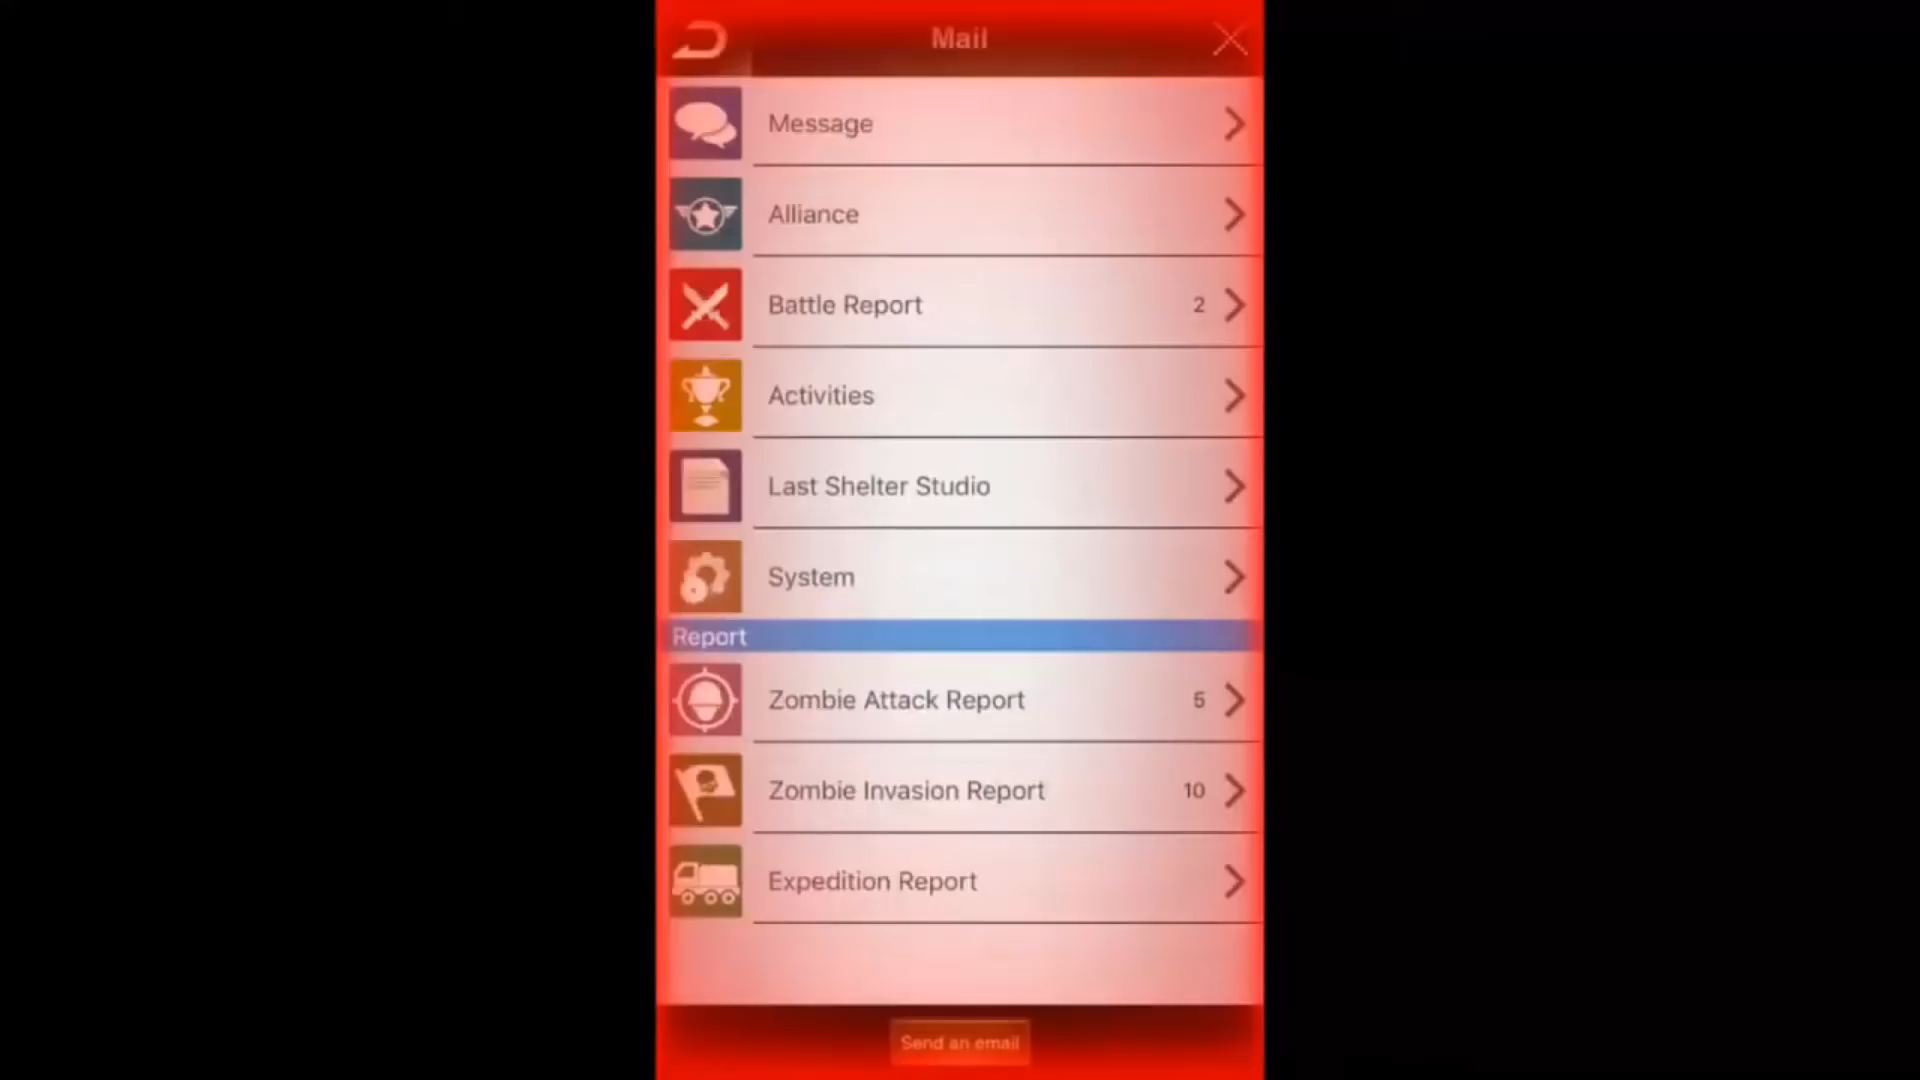 Mail
Message
Alliance
Battle Report 2
Activities
Last Shelter Studio
System
Report
Zombie Attack Report 5
Zombie Invasion Report 10
Expedition Report
Send an email